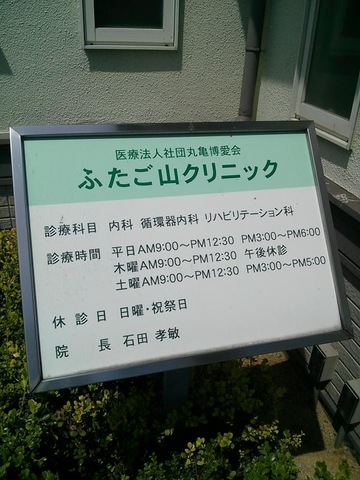 医療法人社団丸亀博愛会
ふたご山クリニック
診療科目 内科 循環器内科 リハビリテーション科
診療時間 平日AM9:00～PM12:30 PM3:00～PM6:00
木曜AM9:00～PM12:30 午後休診
土曜AM9:00～PM12:30 PM3:00～PM5:00
休診日 日曜・祝祭日
院長 石田 孝敏